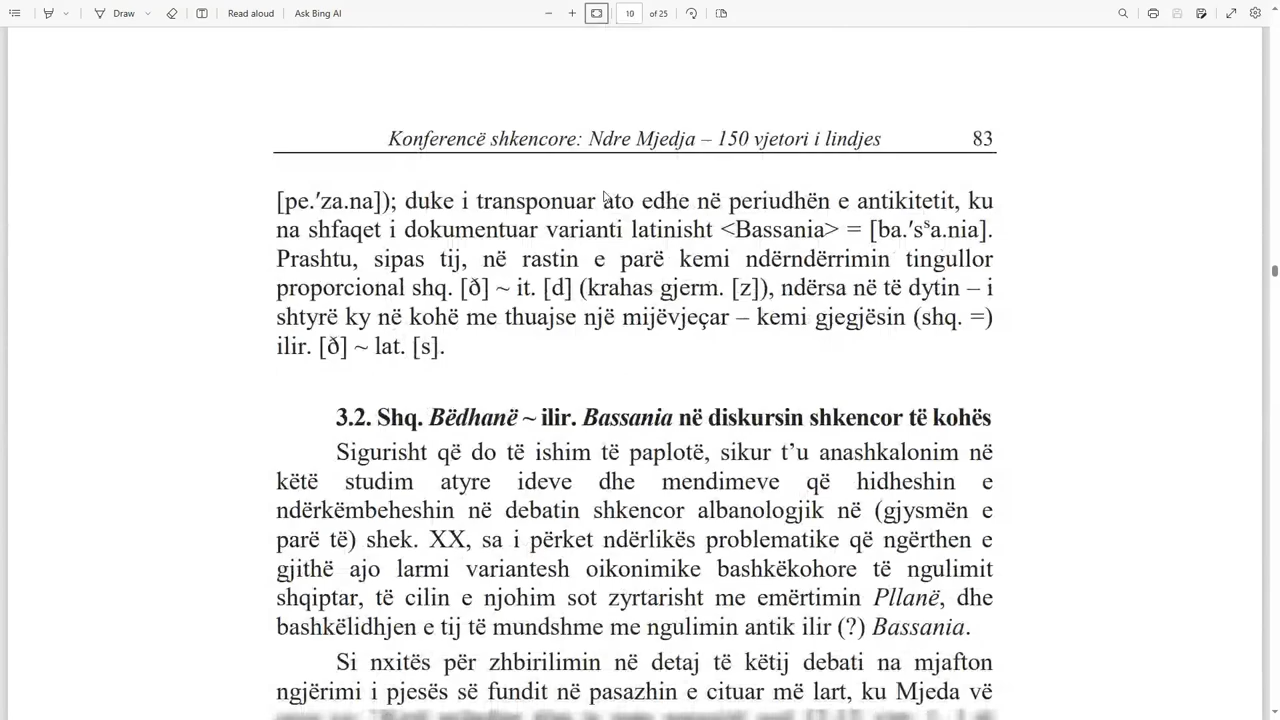 Draw
Read aloud
Ask Bing AI
10
of 25
Konferencë shkencore: Ndre Mjedja – 150 vjetori i lindjes 83
[pe.′za.na]); duke i transponuar ato edhe në periudhën e antikitetit, ku
na shfaqet i dokumentuar varianti latinisht <Bassania> = [ba.′sˢa.nia].
Prashtu, sipas tij, në rastin e parë kemi ndërndërrimin tingullor
proporcional shq. [ð] ~ it. [d] (krahas gjerm. [z]), ndërsa në të dytin – i
shtyrë ky në kohë me thuajse një mijëvjeçar – kemi gjegjësin (shq. =)
ilir. [ð] ~ lat. [s].
3.2. Shq. Bëdhanë ~ ilir. Bassania në diskursin shkencor të kohës
Sigurisht që do të ishim të paplotë, sikur t’u anashkalonim në
këtë studim atyre ideve dhe mendimeve që hidheshin e
ndërkëmbeheshin në debatin shkencor albanologjik në (gjysmën e
parë të) shek. XX, sa i përket ndërlikës problematike që ngërthen e
gjithë ajo larmi variantesh oikonimike bashkëkohore të ngulimit
shqiptar, të cilin e njohim sot zyrtarisht me emërtimin Pllanë, dhe
bashkëlidhjen e tij të mundshme me ngulimin antik ilir (?) Bassania.
Si nxitës për zhbirilimin në detaj të këtij debati na mjafton
ngjërimi i pjesës së fundit në pasazhin e cituar më lart, ku Mjeda vë